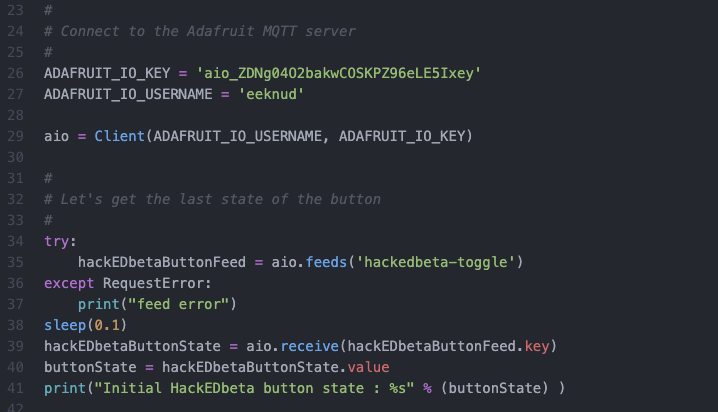 23 #
24 # Connect to the Adafruit MQTT server
25 #
26 ADAFRUIT_IO_KEY = 'aio_ZDNg04O2bakwCOSKPZ96eLE5Ixey'
27 ADAFRUIT_IO_USERNAME = 'eeknud'
28
29 aio = Client(ADAFRUIT_IO_USERNAME, ADAFRUIT_IO_KEY)
30
31 #
32 # Let's get the last state of the button
33 #
34 try:
35     hackEDbetaButtonFeed = aio.feeds('hackedbeta-toggle')
36 except RequestError:
37     print("feed error")
38 sleep(0.1)
39 hackEDbetaButtonState = aio.receive(hackEDbetaButtonFeed.key)
40 buttonState = hackEDbetaButtonState.value
41 print("Initial HackEDbeta button state : %s" % (buttonState) )
42